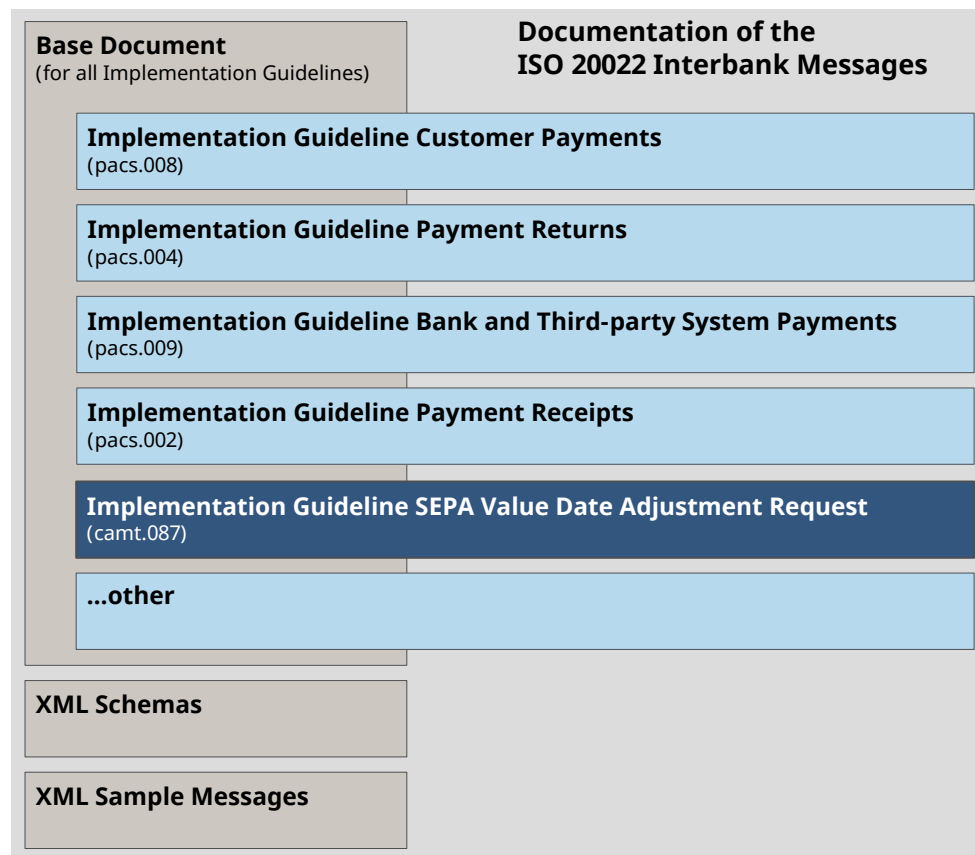 Base Document
(for all Implementation Guidelines)
Documentation of the
ISO 20022 Interbank Messages
Implementation Guideline Customer Payments
(pacs.008)
Implementation Guideline Payment Returns
(pacs.004)
Implementation Guideline Bank and Third-party System Payments
(pacs.009)
Implementation Guideline Payment Receipts
(pacs.002)
Implementation Guideline SEPA Value Date Adjustment Request
(camt.087)
...other
XML Schemas
XML Sample Messages